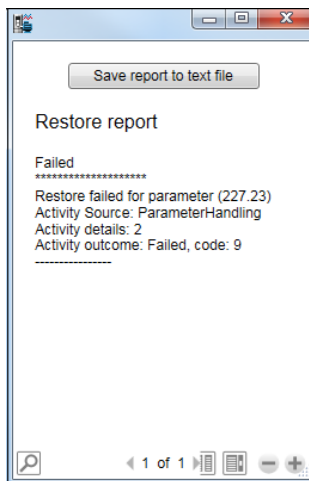 Save report to text file
Restore report
Failed
********************
Restore failed for parameter (227.23)
Activity Source: ParameterHandling
Activity details: 2
Activity outcome: Failed, code: 9
----------------
1 of 1